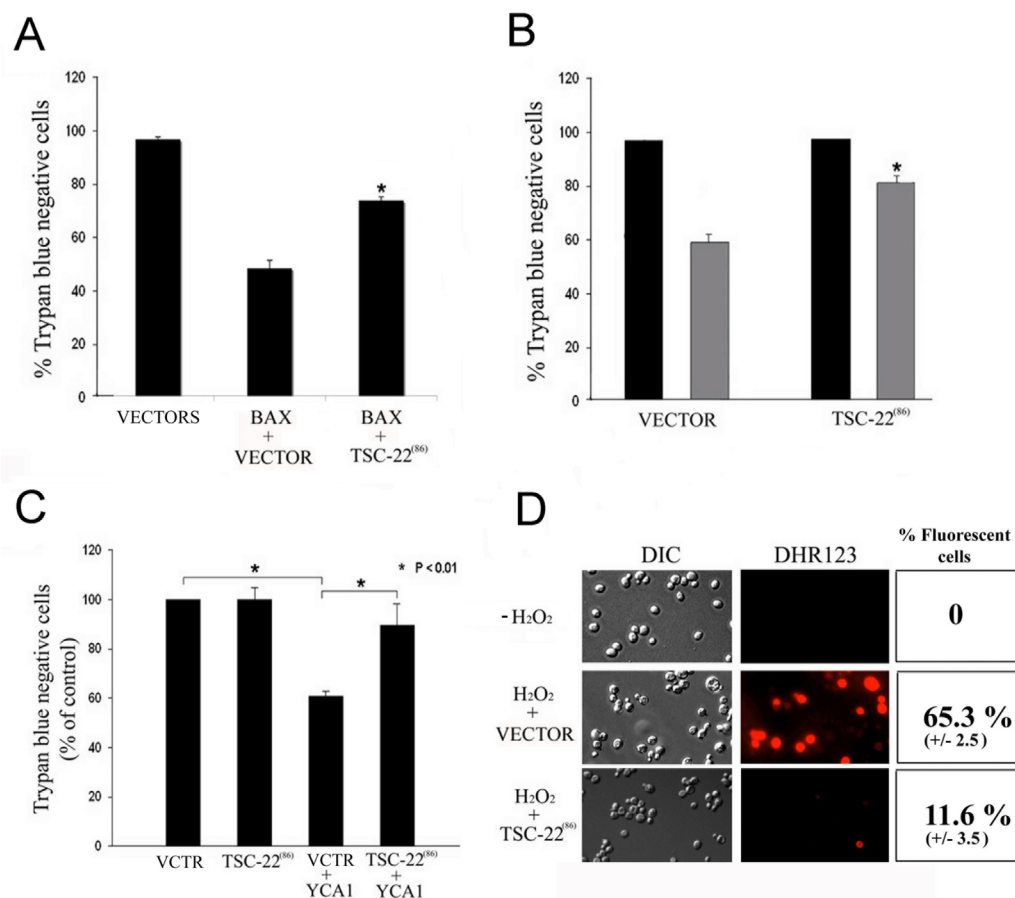 A
% Trypan blue negative cells
120
100
80
60
40
20
0
*
VECTORS
BAX
+
VECTOR
BAX
+
TSC-22(86)
B
% Trypan blue negative cells
120
100
80
60
40
20
0
*
VECTOR
TSC-22(86)
C
Trypan blue negative cells
(% of control)
120
100
80
60
40
20
0
*
*
* P<0.01
VCTR
TSC-22(86)
VCTR
+
YCA1
TSC-22(86)
+
YCA1
D
DIC
DHR123
% Fluorescent
cells
-H2O2
0
H2O2
+
VECTOR
65.3 %
(+/- 2.5)
H2O2
+
TSC-22(86)
11.6 %
(+/- 3.5)